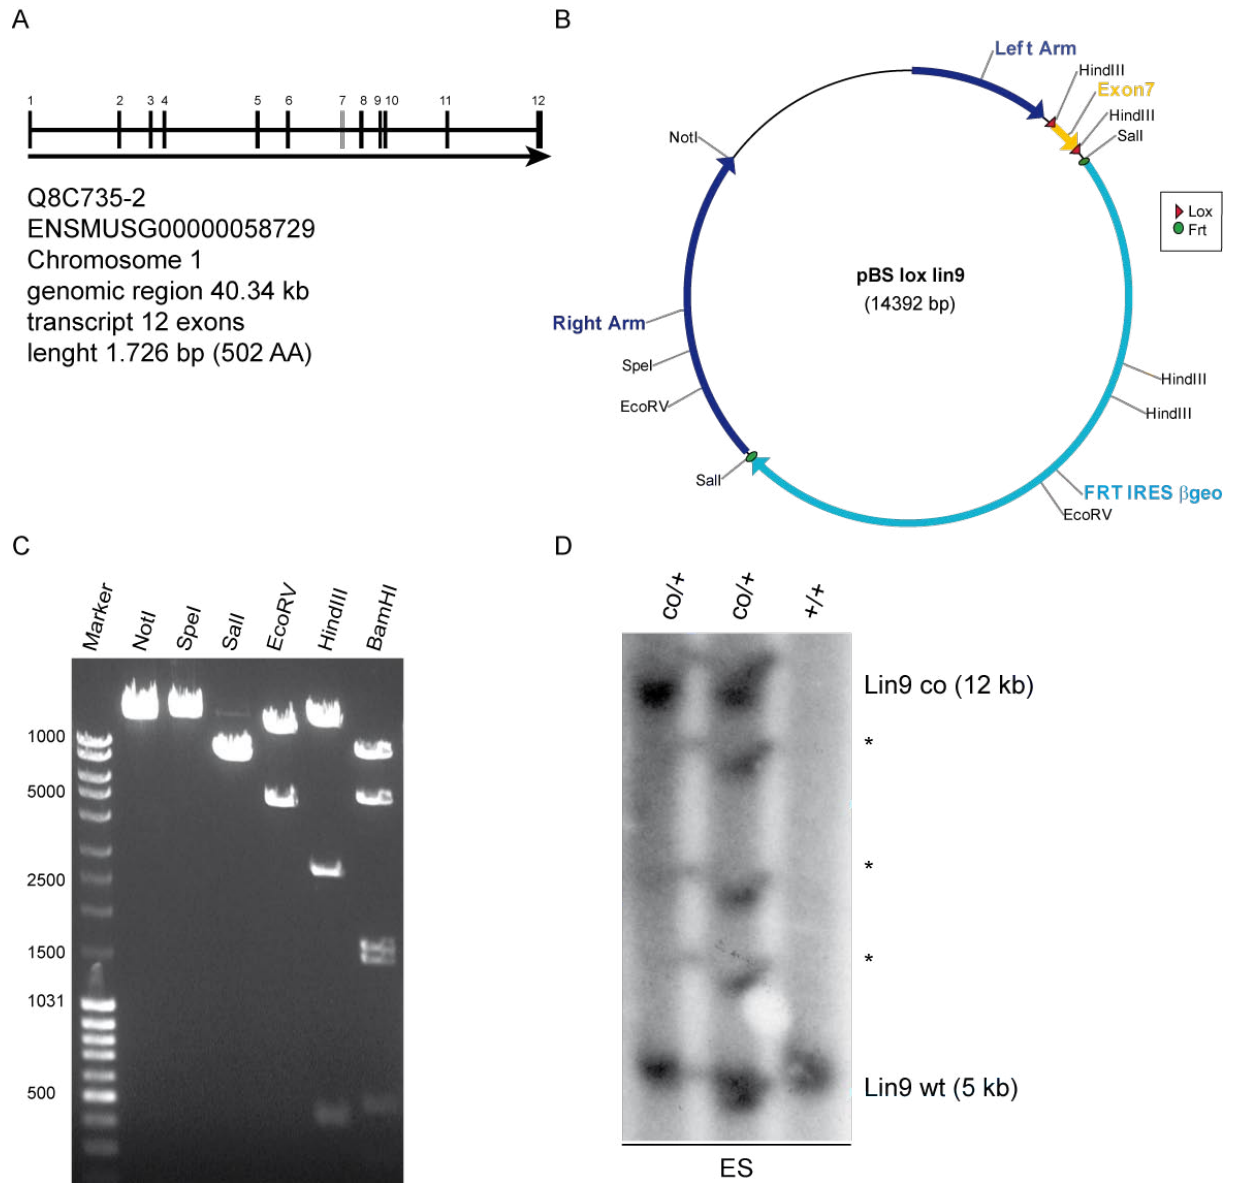 A
1 2 3 4 5 6 7 8 9 10 11 12
Q8C735-2
ENSMUSG00000058729
Chromosome 1
genomic region 40.34 kb
transcript 12 exons
lenght 1.726 bp (502 AA)
B
Left Arm
HindIII
Exon7
HindIII
SalI
NotI
Lox
Frt
pBS lox lin9
(14392 bp)
Right Arm
SpeI
EcoRV
SalI
HindIII
HindIII
FRT IRES βgeo
EcoRV
C
Marker
NotI
SpeI
SalI
EcoRV
HindIII
BamHI
1000
5000
2500
1500
1031
500
D
co/+
co/+
+/+
Lin9 co (12 kb)
*
*
*
Lin9 wt (5 kb)
ES